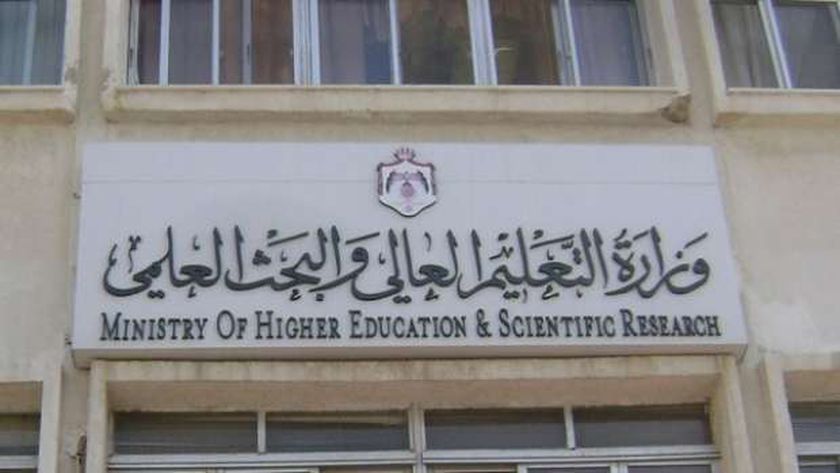 وزارة التعليم العالي والبحث العلمي
MINISTRY OF HIGHER EDUCATION & SCIENTIFIC RESEARCH